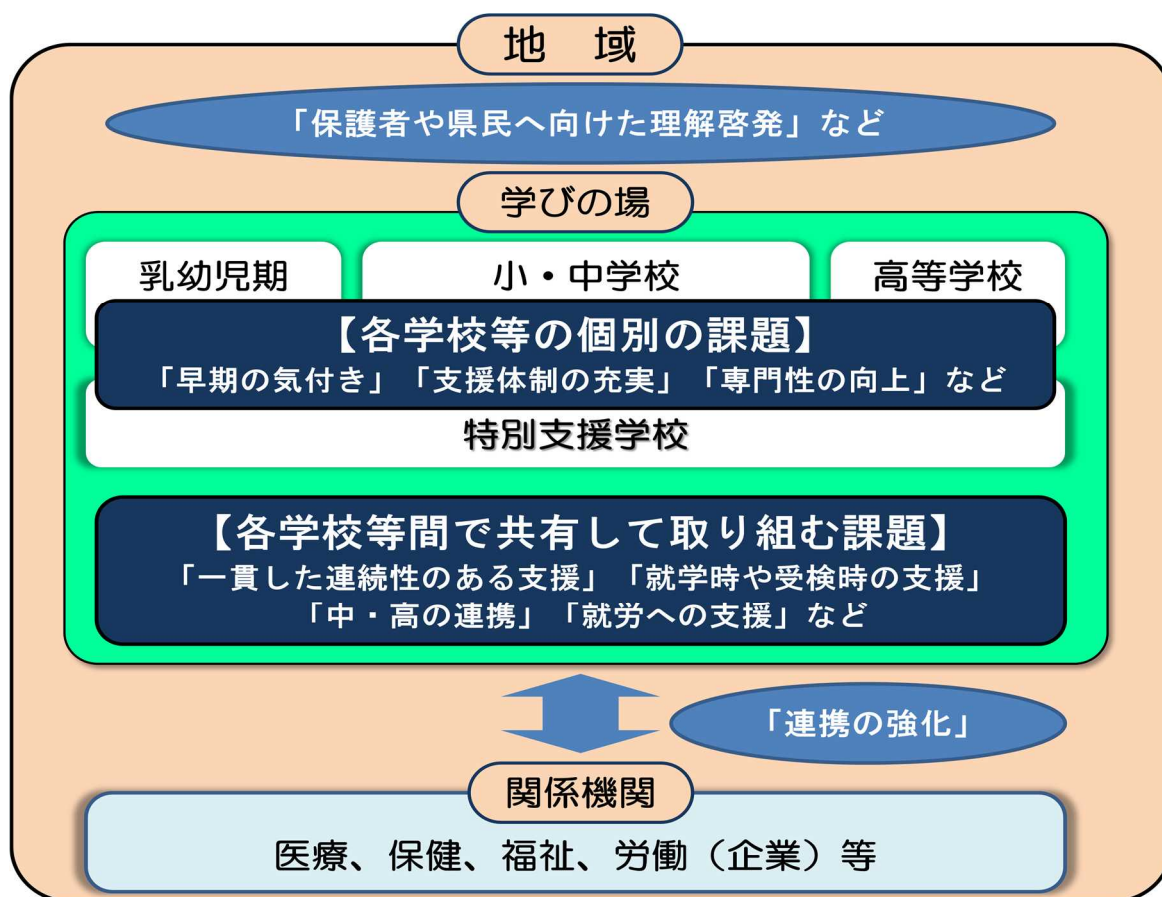 地　域
「保護者や県民へ向けた理解啓発」など
学びの場
乳幼児期
小・中学校
高等学校
【各学校等の個別の課題】
「早期の気付き」「支援体制の充実」「専門性の向上」など
特別支援学校
【各学校等間で共有して取り組む課題】
「一貫した連続性のある支援」「就学時や受検時の支援」
「中・高の連携」「就労への支援」など
「連携の強化」
関係機関
医療、保健、福祉、労働（企業）等